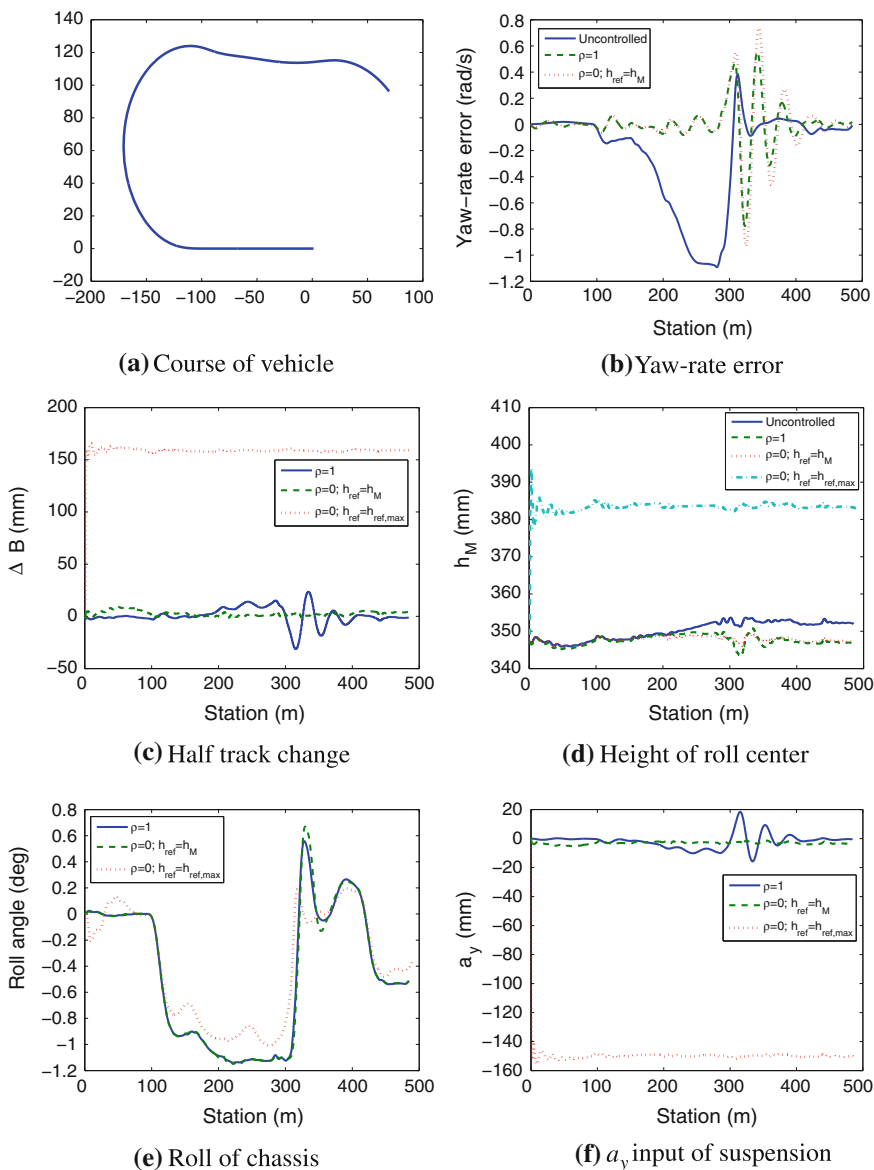 140
120
100
80
60
40
20
0
−20
−200 −150 −100 −50 0 50 100
(a) Course of vehicle
Yaw-rate error (rad/s)
0.8
0.6
0.4
0.2
0
−0.2
−0.4
−0.6
−0.8
−1
−1.2
Uncontrolled
ρ=1
ρ=0; h_ref=h_M
0 100 200 300 400 500
Station (m)
(b) Yaw-rate error
Δ B (mm)
200
150
100
50
0
−50
ρ=1
ρ=0; h_ref=h_M
ρ=0; h_ref=h_ref,max
0 100 200 300 400 500
Station (m)
(c) Half track change
h_M (mm)
410
400
390
380
370
360
350
340
Uncontrolled
ρ=1
ρ=0; h_ref=h_M
ρ=0; h_ref=h_ref,max
0 100 200 300 400 500
Station (m)
(d) Height of roll center
Roll angle (deg)
0.8
0.6
0.4
0.2
0
−0.2
−0.4
−0.6
−0.8
−1
−1.2
ρ=1
ρ=0; h_ref=h_M
ρ=0; h_ref=h_ref,max
0 100 200 300 400 500
Station (m)
(e) Roll of chassis
a_y (mm)
20
0
−20
−40
−60
−80
−100
−120
−140
−160
ρ=1
ρ=0; h_ref=h_M
ρ=0; h_ref=h_ref,max
0 100 200 300 400 500
Station (m)
(f) a_y input of suspension